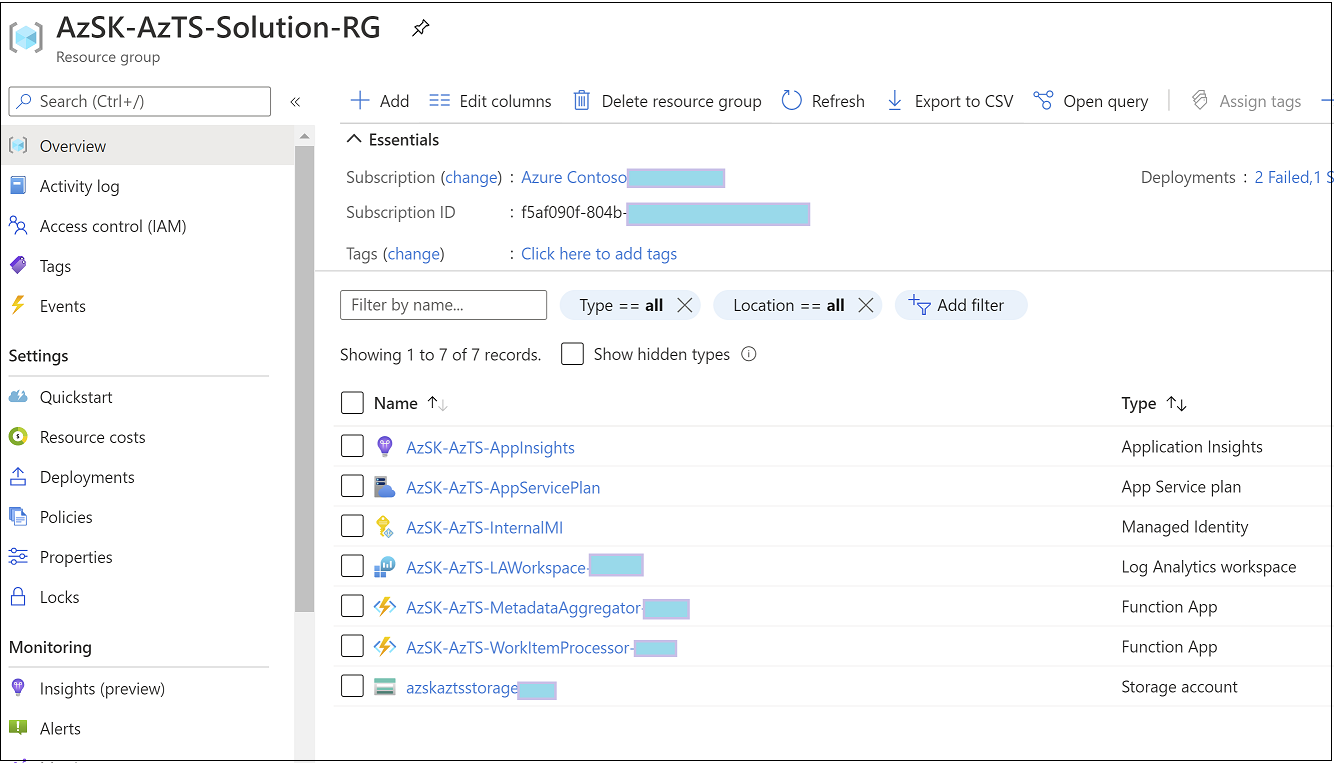 AzSK-AzTS-Solution-RG
Resource group
Search (Ctrl+/)
«
Overview
Activity log
Access control (IAM)
Tags
Events
Settings
Quickstart
Resource costs
Deployments
Policies
Properties
Locks
Monitoring
Insights (preview)
Alerts
Add Edit columns Delete resource group Refresh Export to CSV Open query Assign tags
Essentials
Subscription (change) : Azure Contoso Deployments : 2 Failed,1 S
Subscription ID : f5af090f-804b-
Tags (change) : Click here to add tags
Filter by name... Type == all Location == all Add filter
Showing 1 to 7 of 7 records. Show hidden types
Name Type
AzSK-AzTS-AppInsights Application Insights
AzSK-AzTS-AppServicePlan App Service plan
AzSK-AzTS-InternalMI Managed Identity
AzSK-AzTS-LAWorkspace- Log Analytics workspace
AzSK-AzTS-MetadataAggregator- Function App
AzSK-AzTS-WorkItemProcessor- Function App
azskaztsstorage Storage account